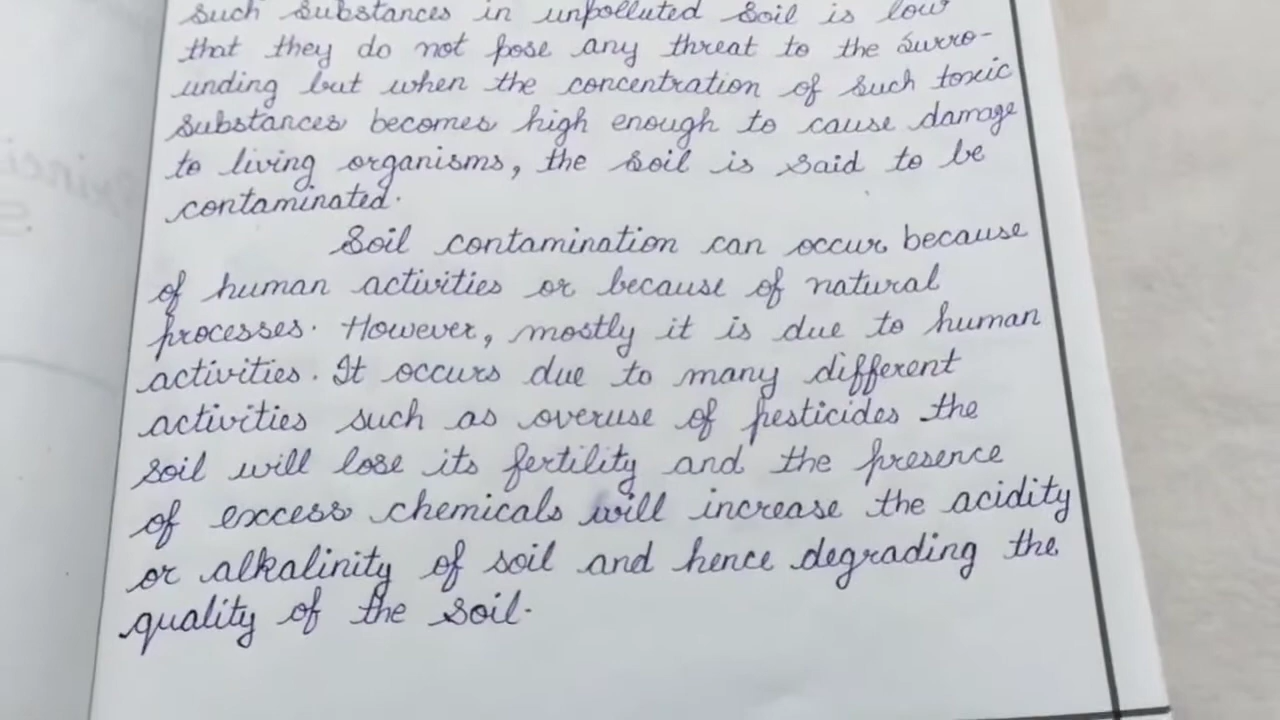 such substances in unpolluted soil is low
that they do not pose any threat to the surro-
unding but when the concentration of such toxic
substances becomes high enough to cause damage
to living organisms, the soil is said to be
contaminated.
Soil contamination can occur because
of human activities or because of natural
processes. However, mostly it is due to human
activities. It occurs due to many different
activities such as overuse of pesticides the
soil will lose its fertility and the presence
of excess chemicals will increase the acidity
or alkalinity of soil and hence degrading the
quality of the soil.